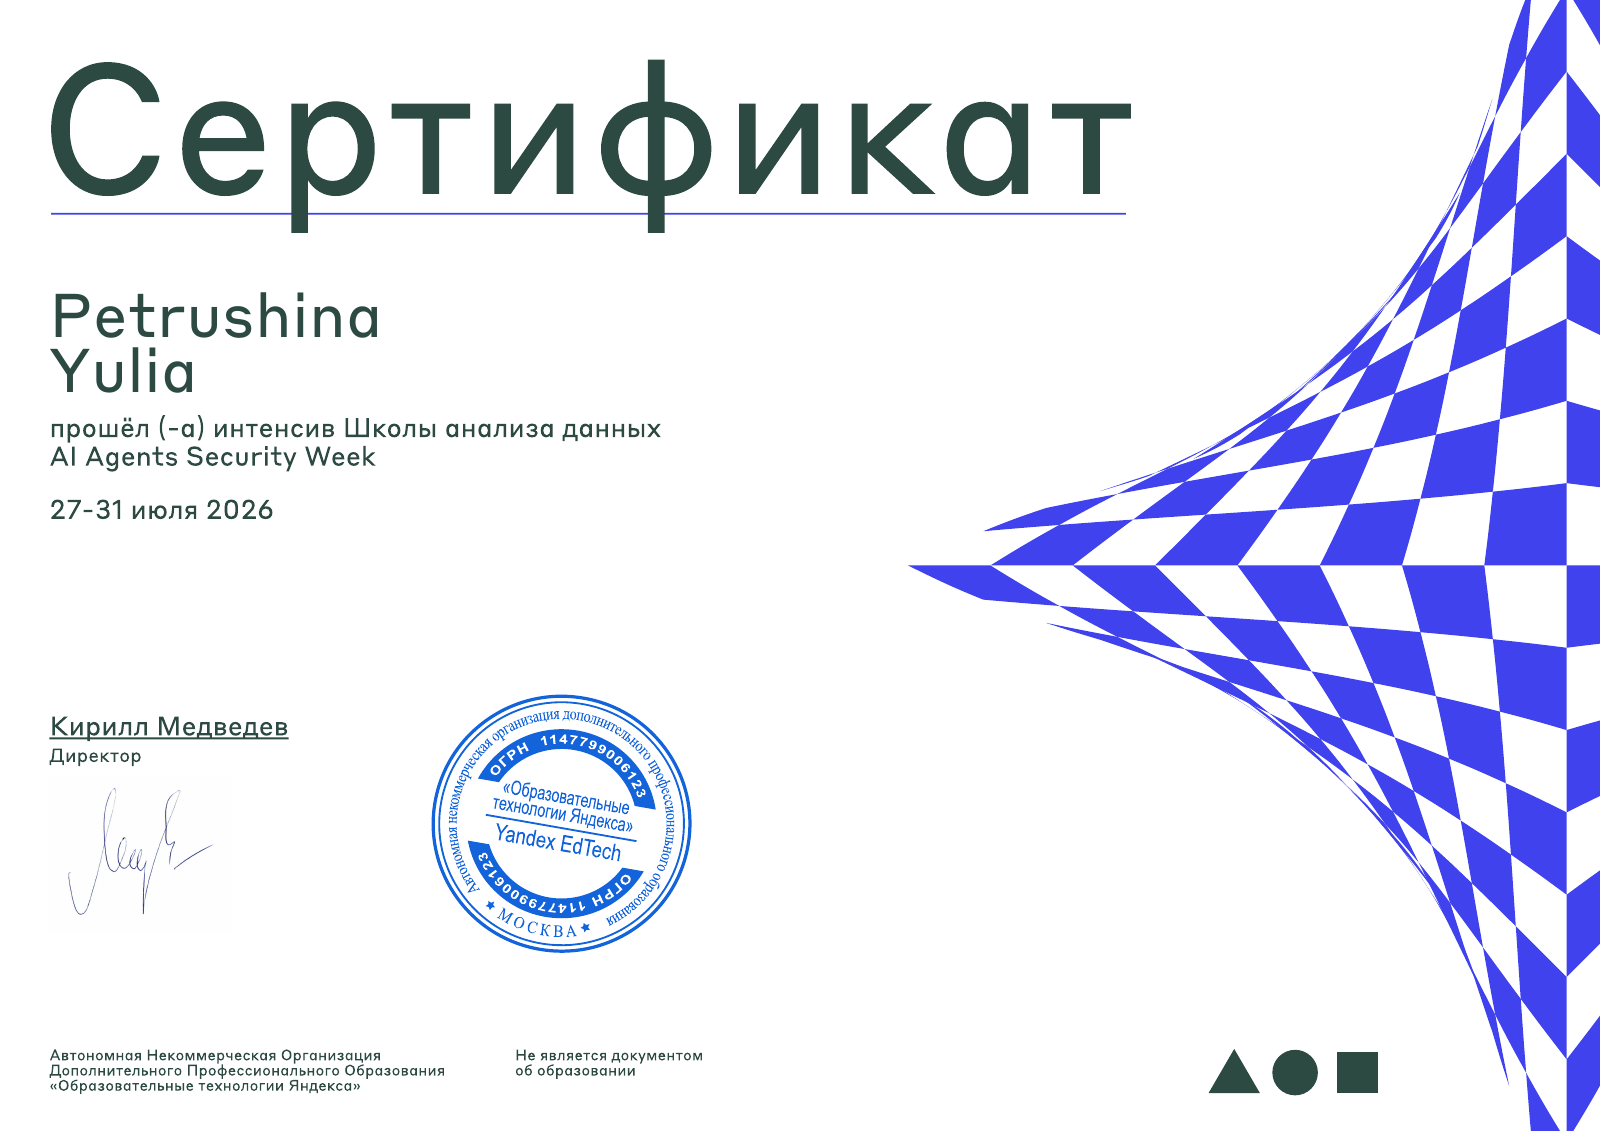 Сертификат
Petrushina
Yulia
прошёл (-а) интенсив Школы анализа данных
AI Agents Security Week
27-31 июля 2026
Кирилл Медведев
Директор
Автономная некоммерческая организация дополнительного профессионального образования
ОГРН 1147799006123
«Образовательные
технологии Яндекса»
Yandex EdTech
ОГРН 1147799006123
МОСКВА
Автономная Некоммерческая Организация
Дополнительного Профессионального Образования
«Образовательные технологии Яндекса»
Не является документом
об образовании